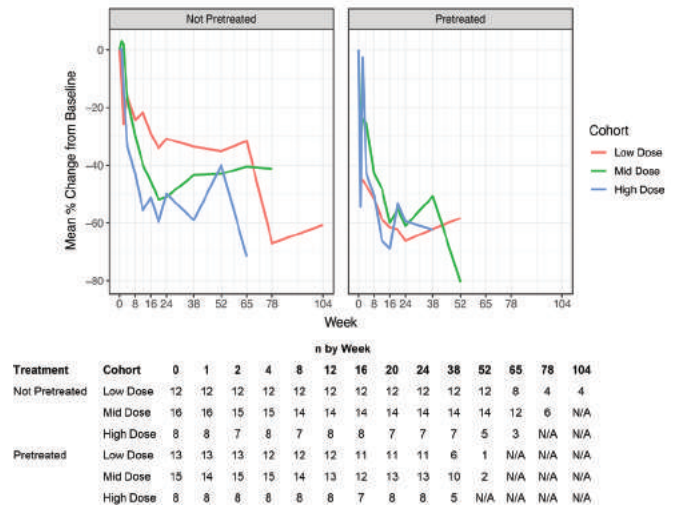 Not Pretreated Pretreated
Mean % Change from Baseline
0
-20
-40
-60
-80
0 8 16 24 38 52 65 78 104 0 8 16 24 38 52 65 78 104
Week
Cohort
Low Dose
Mid Dose
High Dose
n by Week
Treatment Cohort 0 1 2 4 8 12 16 20 24 38 52 65 78 104
Not Pretreated Low Dose 12 12 12 12 12 12 12 12 12 12 12 8 4 4
Mid Dose 16 16 15 15 14 14 14 14 14 14 14 12 6 N/A
High Dose 8 8 7 8 7 8 8 7 7 7 5 3 N/A N/A
Pretreated Low Dose 13 13 13 12 12 12 11 11 11 6 1 N/A N/A N/A
Mid Dose 15 14 15 15 14 13 12 13 13 10 2 N/A N/A N/A
High Dose 8 8 8 8 8 8 7 8 8 5 N/A N/A N/A N/A